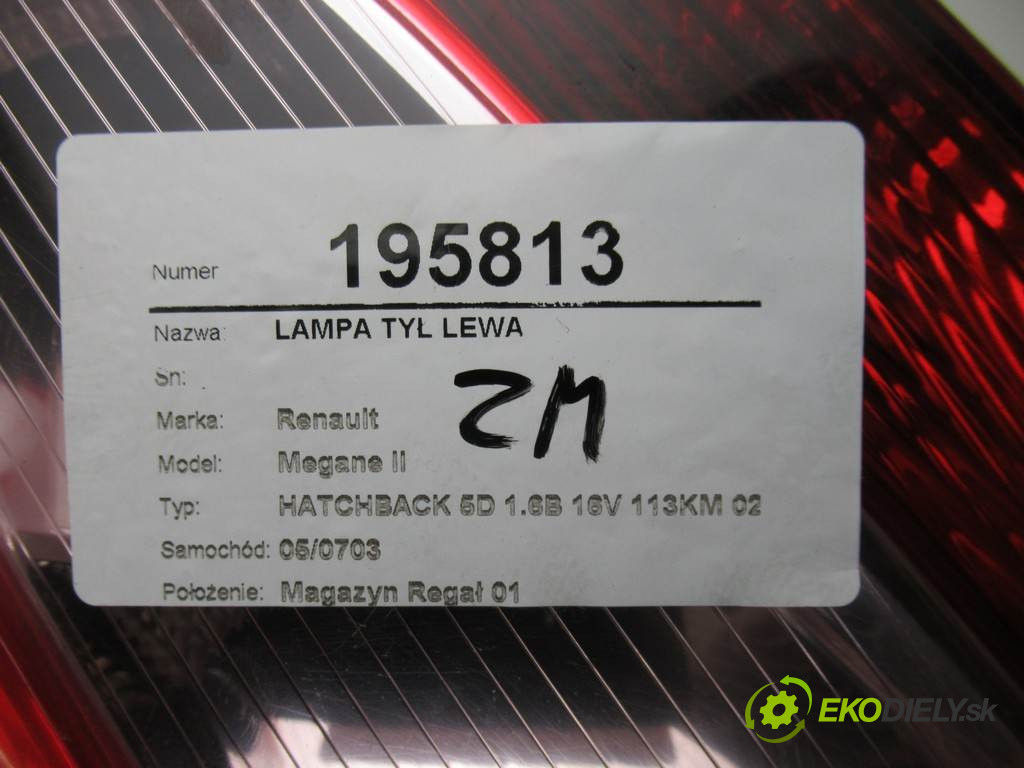 Numer 195813
Nazwa: LAMPA TYŁ LEWA
Sn:
ZM
Marka: Renault
Model: Megane II
Typ: HATCHBACK 5D 1.6B 16V 113KM 02
Samochód: 05/0703
Położenie: Magazyn Regał 01
EKODIELY.sk